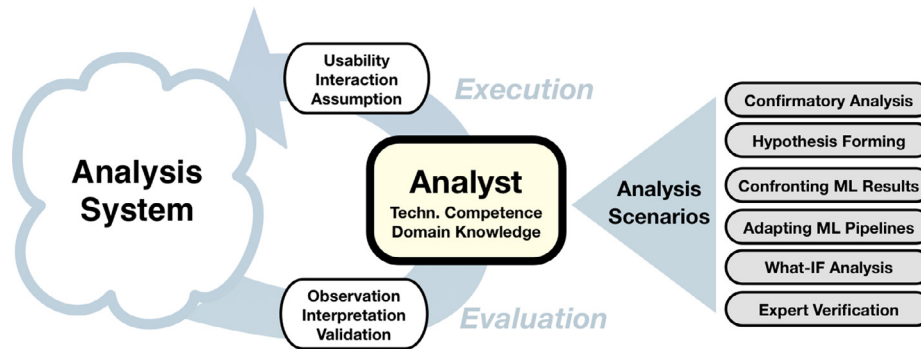 Usability
Interaction
Assumption
Execution
Analysis
System
Analyst
Techn. Competence
Domain Knowledge
Observation
Interpretation
Validation
Evaluation
Analysis
Scenarios
Confirmatory Analysis
Hypothesis Forming
Confronting ML Results
Adapting ML Pipelines
What-IF Analysis
Expert Verification